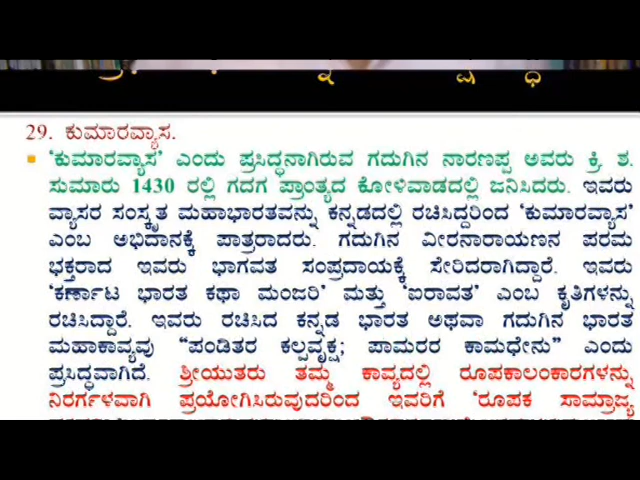 29. ಕುಮಾರವ್ಯಾಸ.
‘ಕುಮಾರವ್ಯಾಸ’ ಎಂದು ಪ್ರಸಿದ್ಧನಾಗಿರುವ ಗದುಗಿನ ನಾರಣಪ್ಪ ಅವರು ಕ್ರಿ. ಶ.
ಸುಮಾರು 1430 ರಲ್ಲಿ ಗದಗ ಪ್ರಾಂತ್ಯದ ಕೋಳಿವಾಡದಲ್ಲಿ ಜನಿಸಿದರು. ಇವರು
ವ್ಯಾಸರ ಸಂಸ್ಕೃತ ಮಹಾಭಾರತವನ್ನು ಕನ್ನಡದಲ್ಲಿ ರಚಿಸಿದ್ದರಿಂದ ‘ಕುಮಾರವ್ಯಾಸ’
ಎಂಬ ಅಭಿದಾನಕ್ಕೆ ಪಾತ್ರರಾದರು. ಗದುಗಿನ ವೀರನಾರಾಯಣನ ಪರಮ
ಭಕ್ತರಾದ ಇವರು ಭಾಗವತ ಸಂಪ್ರದಾಯಕ್ಕೆ ಸೇರಿದರಾಗಿದ್ದಾರೆ. ಇವರು
‘ಕರ್ಣಾಟ ಭಾರತ ಕಥಾ ಮಂಜರಿ’ ಮತ್ತು ‘ಐರಾವತ’ ಎಂಬ ಕೃತಿಗಳನ್ನು
ರಚಿಸಿದ್ದಾರೆ. ಇವರು ರಚಿಸಿದ ಕನ್ನಡ ಭಾರತ ಅಥವಾ ಗದುಗಿನ ಭಾರತ
ಮಹಾಕಾವ್ಯವು “ಪಂಡಿತರ ಕಲ್ಪವೃಕ್ಷ; ಪಾಮರರ ಕಾಮಧೇನು” ಎಂದು
ಪ್ರಸಿದ್ಧವಾಗಿದೆ. ಶ್ರೀಯುತರು ತಮ್ಮ ಕಾವ್ಯದಲ್ಲಿ ರೂಪಕಾಲಂಕಾರಗಳನ್ನು
ನಿರರ್ಗಳವಾಗಿ ಪ್ರಯೋಗಿಸಿರುವುದರಿಂದ ಇವರಿಗೆ ‘ರೂಪಕ ಸಾಮ್ರಾಜ್ಯ